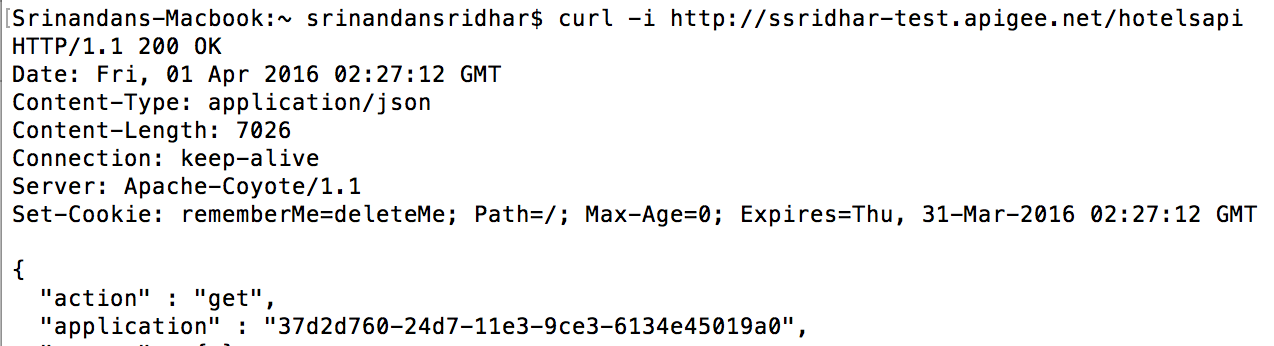 [Srinandans-Macbook:~ srinandansridhar$ curl -i http://ssridhar-test.apigee.net/hotelsapi
HTTP/1.1 200 OK
Date: Fri, 01 Apr 2016 02:27:12 GMT
Content-Type: application/json
Content-Length: 7026
Connection: keep-alive
Server: Apache-Coyote/1.1
Set-Cookie: rememberMe=deleteMe; Path=/; Max-Age=0; Expires=Thu, 31-Mar-2016 02:27:12 GMT
{
"action" : "get",
"application" : "37d2d760-24d7-11e3-9ce3-6134e45019a0",